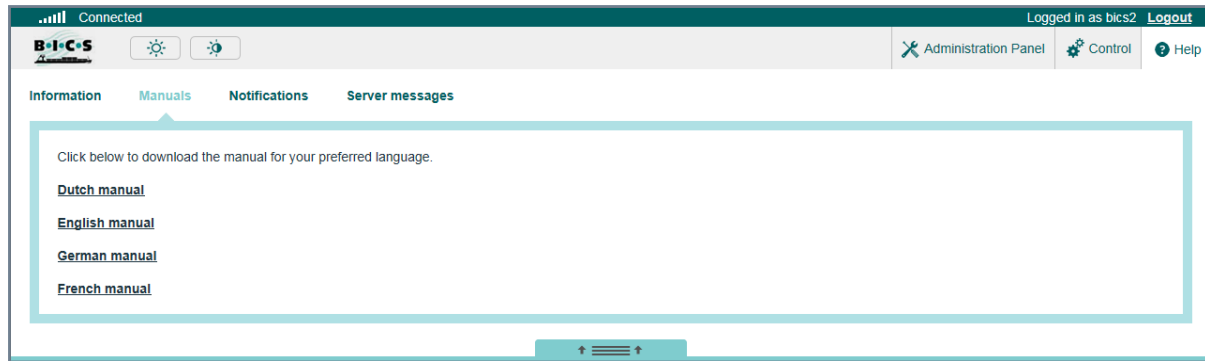 Connected
Logged in as bics2 Logout
B•I•C•S
Administration Panel
Control
Help
Information Manuals Notifications Server messages
Click below to download the manual for your preferred language.
Dutch manual
English manual
German manual
French manual